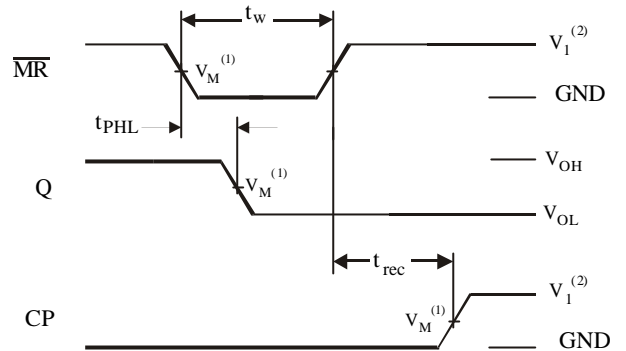 t_W
V_1^(2)
MR
V_M^(1)
GND
t_PHL
V_OH
Q
V_M^(1)
V_OL
t_rec
V_1^(2)
CP
V_M^(1)
GND